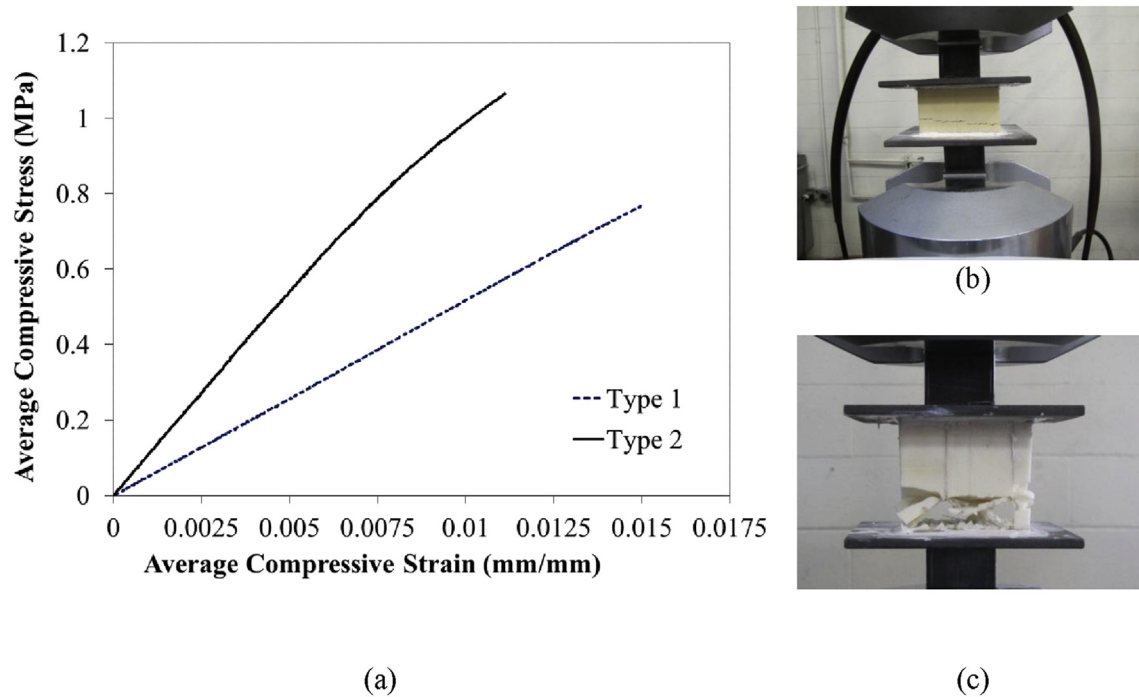 1.2
1
0.8
0.6
0.4
0.2
0
0 0.0025 0.005 0.0075 0.01 0.0125 0.015 0.0175
Average Compressive Stress (MPa)
Average Compressive Strain (mm/mm)
Type 1
Type 2
(a)
(b)
(c)